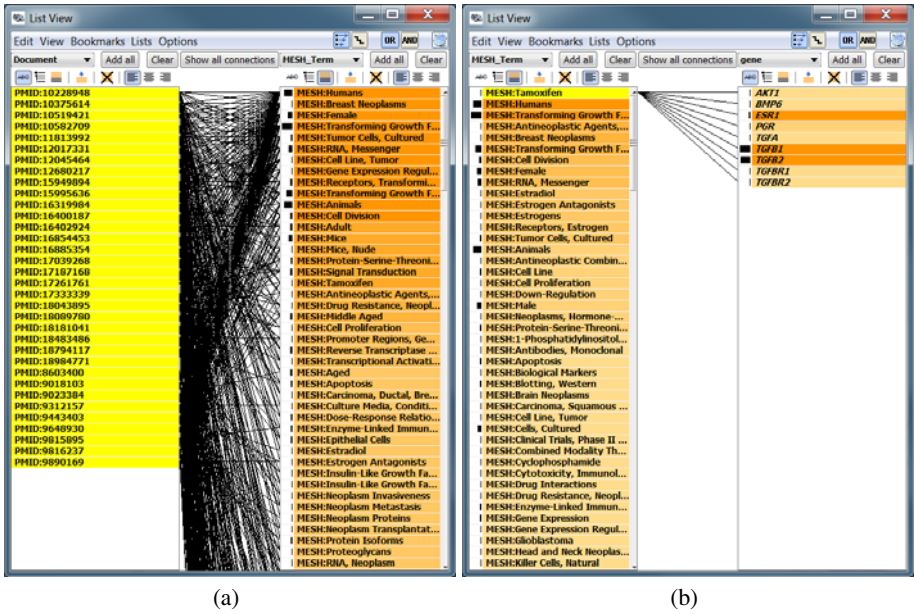 List View
Edit View Bookmarks Lists Options
OR AND
Document Add all Clear Show all connections MESH_Term Add all Clear
PMID:10228948
PMID:10375614
PMID:10519421
PMID:10582709
PMID:11813992
PMID:12017331
PMID:12045464
PMID:12680217
PMID:15949894
PMID:15995636
PMID:16319984
PMID:16400187
PMID:16402924
PMID:16854453
PMID:16885354
PMID:17039268
PMID:17187168
PMID:17261761
PMID:17333339
PMID:18043895
PMID:18089780
PMID:18181041
PMID:18483486
PMID:18794117
PMID:18984771
PMID:8603400
PMID:9018103
PMID:9023384
PMID:9312157
PMID:9443403
PMID:9648930
PMID:9815895
PMID:9816237
PMID:9890169
MESH:Humans
MESH:Breast Neoplasms
MESH:Female
MESH:Transforming Growth F...
MESH:Tumor Cells, Cultured
MESH:RNA, Messenger
MESH:Cell Line, Tumor
MESH:Gene Expression Regul...
MESH:Receptors, Transformi...
MESH:Transforming Growth F...
MESH:Animals
MESH:Cell Division
MESH:Adult
MESH:Mice
MESH:Mice, Nude
MESH:Protein-Serine-Threoni...
MESH:Signal Transduction
MESH:Tamoxifen
MESH:Antineoplastic Agents,...
MESH:Drug Resistance, Neopl...
MESH:Middle Aged
MESH:Cell Proliferation
MESH:Promoter Regions, Ge...
MESH:Reverse Transcriptase ...
MESH:Transcriptional Activati...
MESH:Aged
MESH:Apoptosis
MESH:Carcinoma, Ductal, Bre...
MESH:Culture Media, Conditi...
MESH:Dose-Response Relatio...
MESH:Enzyme-Linked Immun...
MESH:Epithelial Cells
MESH:Estradiol
MESH:Estrogen Antagonists
MESH:Insulin-Like Growth Fa...
MESH:Insulin-Like Growth Fa...
MESH:Neoplasm Invasiveness
MESH:Neoplasm Metastasis
MESH:Neoplasm Proteins
MESH:Neoplasm Transplantat...
MESH:Protein Isoforms
MESH:Proteoglycans
MESH:RNA, Neoplasm
(a)
List View
Edit View Bookmarks Lists Options
OR AND
MESH_Term Add all Clear Show all connections gene Add all Clear
MESH:Tamoxifen
MESH:Humans
MESH:Transforming Growth F...
MESH:Antineoplastic Agents,...
MESH:Breast Neoplasms
MESH:Transforming Growth F...
MESH:Cell Division
MESH:Female
MESH:RNA, Messenger
MESH:Estradiol
MESH:Estrogen Antagonists
MESH:Estrogens
MESH:Receptors, Estrogen
MESH:Tumor Cells, Cultured
MESH:Animals
MESH:Antineoplastic Combin...
MESH:Cell Line
MESH:Cell Proliferation
MESH:Down-Regulation
MESH:Male
MESH:Neoplasms, Hormone-...
MESH:Protein-Serine-Threoni...
MESH:1-Phosphatidylinositol...
MESH:Antibodies, Monoclonal
MESH:Apoptosis
MESH:Biological Markers
MESH:Blotting, Western
MESH:Brain Neoplasms
MESH:Carcinoma, Squamous ...
MESH:Cell Line, Tumor
MESH:Cells, Cultured
MESH:Clinical Trials, Phase II ...
MESH:Combined Modality Th...
MESH:Cyclophosphamide
MESH:Cytotoxicity, Immunol...
MESH:Drug Interactions
MESH:Drug Resistance, Neopl...
MESH:Enzyme-Linked Immun...
MESH:Gene Expression
MESH:Gene Expression Regul...
MESH:Glioblastoma
MESH:Head and Neck Neoplas...
MESH:Killer Cells, Natural
AKT1
BMP6
ESR1
PGR
TGFA
TGFB1
TGFB2
TGFBR1
TGFBR2
(b)